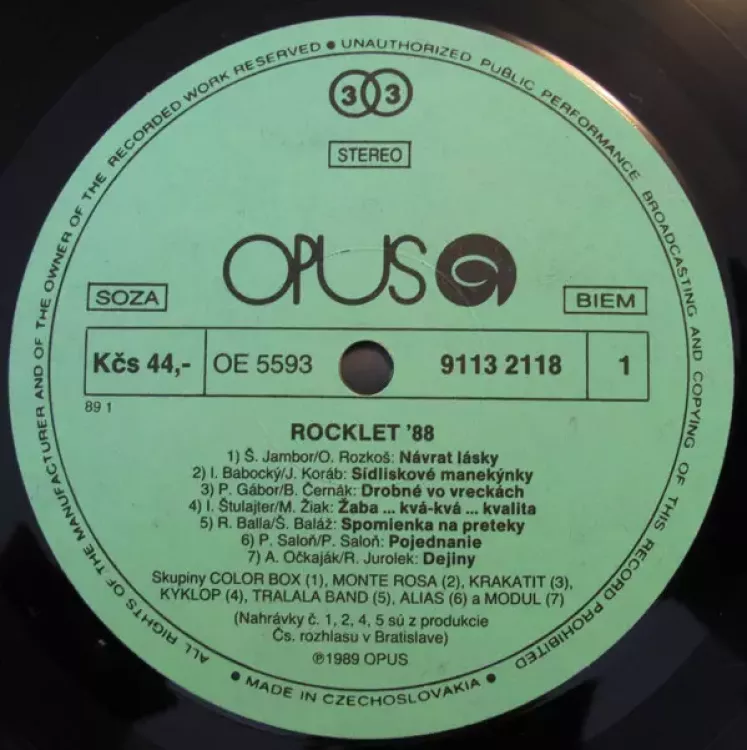 ALL RIGHTS OF THE MANUFACTURER AND OF THE OWNER OF THE RECORDED WORK RESERVED • UNAUTHORIZED PUBLIC PERFORMANCE BROADCASTING AND COPYING OF THIS RECORD PROHIBITED
33
STEREO
OPUS
SOZA
BIEM
Kčs 44,- OE 5593 9113 2118 1
89 1
ROCKLET '88
1) Š. Jambor/O. Rozkoš: Návrat lásky
2) I. Babocký/J. Koráb: Sídliskové manekýnky
3) P. Gábor/B. Černák: Drobné vo vreckách
4) I. Štulajter/M. Žiak: Žaba ... kvá-kvá ... kvalita
5) R. Balla/Š. Baláž: Spomienka na preteky
6) P. Saloň/P. Saloň: Pojednanie
7) A. Očkaják/R. Jurolek: Dejiny
Skupiny COLOR BOX (1), MONTE ROSA (2), KRAKATIT (3),
KYKLOP (4), TRALALA BAND (5), ALIAS (6) a MODUL (7)
(Nahrávky č. 1, 2, 4, 5 sú z produkcie
Čs. rozhlasu v Bratislave)
℗1989 OPUS
• MADE IN CZECHOSLOVAKIA •